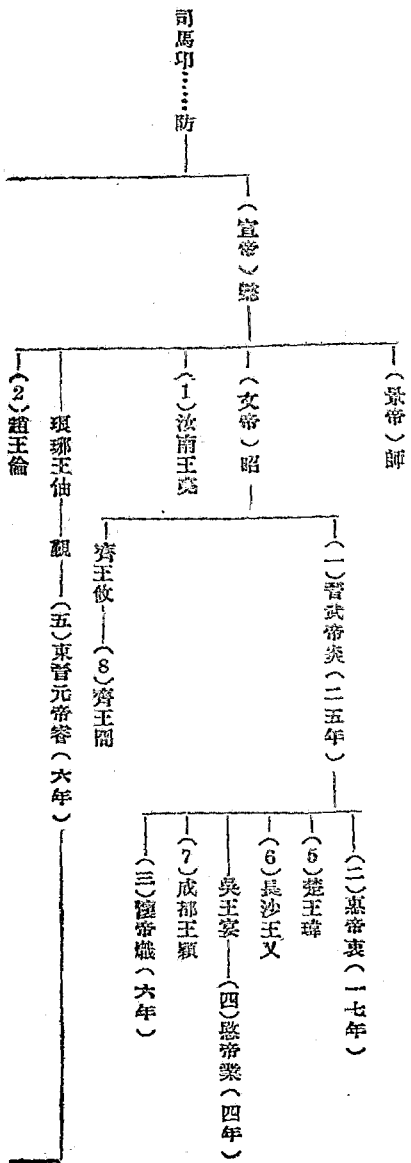 司馬卬……防
（宣帝）懿
（景帝）師
（文帝）昭
（1）汝南王亮
琅琊王伷
覲
（五）東晉元帝睿（六年）
（2）趙王倫
（一）晉武帝炎（二五年）
齊王攸
（8）齊王冏
（二）惠帝衷（一七年）
（5）楚王瑋
（6）長沙王乂
吳王晏
（四）愍帝業（四年）
（7）成都王穎
（三）懷帝熾（六年）